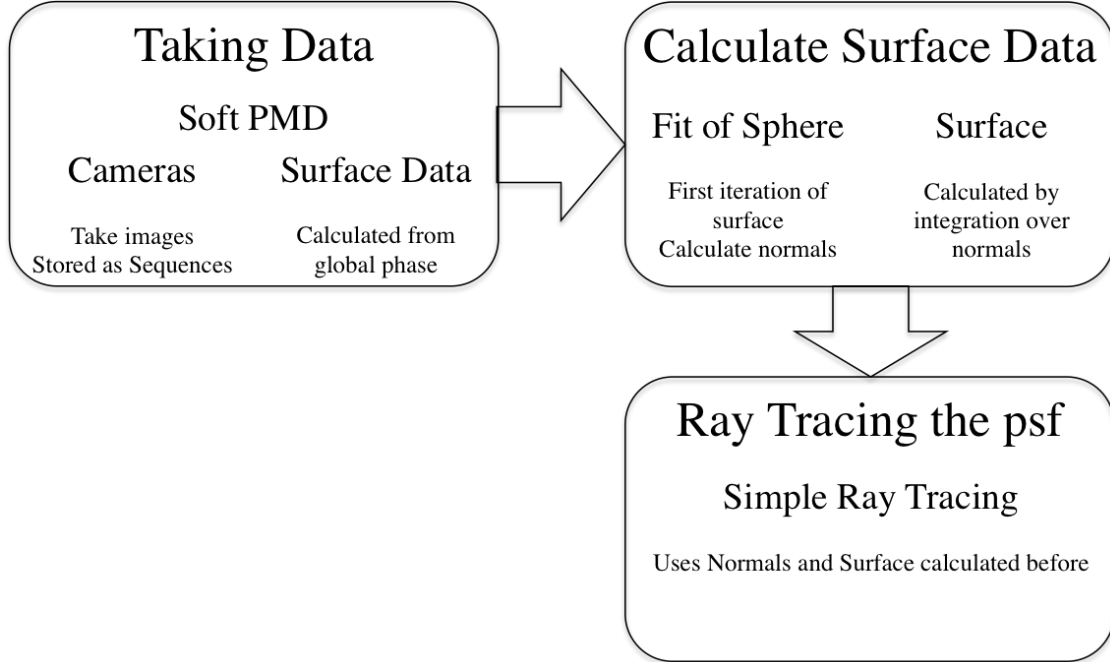 Taking Data
Soft PMD
Cameras
Take images
Stored as Sequences
Surface Data
Calculated from
global phase
Calculate Surface Data
Fit of Sphere
First iteration of
surface
Calculate normals
Surface
Calculated by
integration over
normals
Ray Tracing the psf
Simple Ray Tracing
Uses Normals and Surface calculated before